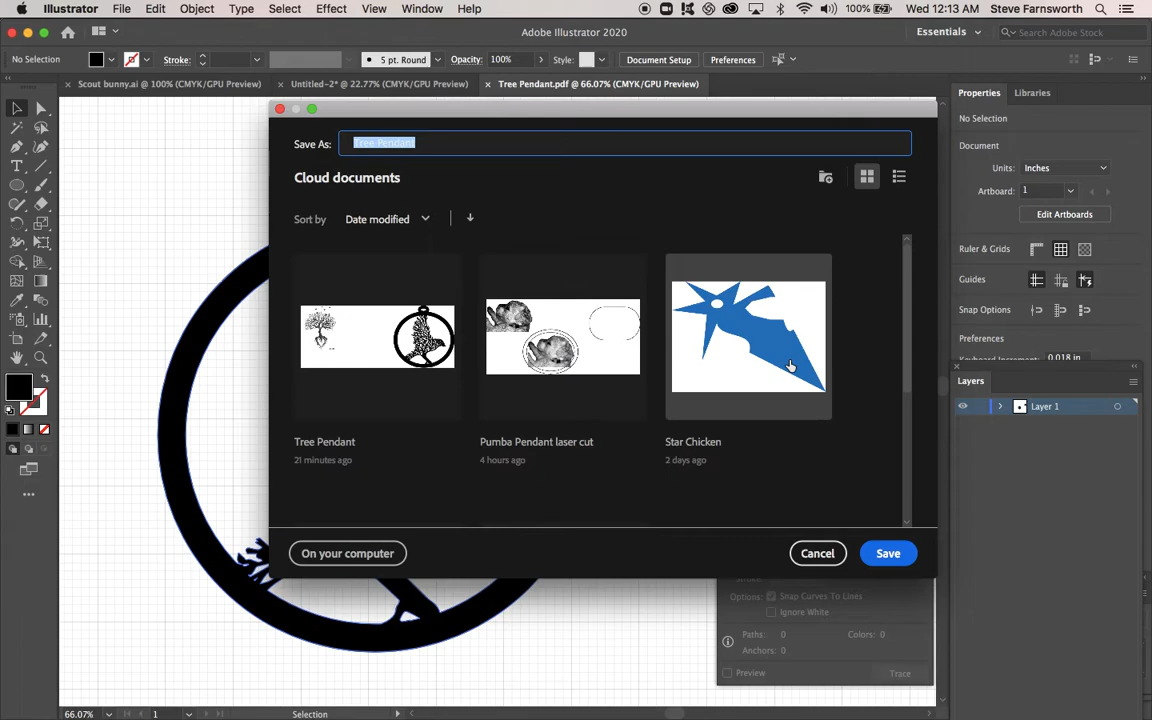 Illustrator File Edit Object Type Select Effect View Window Help 100% Wed 12:13 AM Steve Farnsworth
Adobe Illustrator 2020 Essentials Search Adobe Stock
No Selection Stroke: 5 pt. Round Opacity: 100% Style: Document Setup Preferences
Scout bunny.ai @ 100% (CMYK/GPU Preview) Untitled-2* @ 22.77% (CMYK/GPU Preview) Tree Pendant.pdf @ 66.07% (CMYK/GPU Preview)
Properties Libraries
No Selection
Save As: Tree Pendant
Document
Cloud documents
Units: Inches
Artboard: 1
Sort by Date modified
Edit Artboards
Ruler & Grids
Guides
Snap Options
Preferences
Keyboard Increment: 0.018 in
Layers
Layer 1
Tree Pendant Pumba Pendant laser cut Star Chicken
21 minutes ago 4 hours ago 2 days ago
On your computer Cancel Save
Stroke:
Options: Snap Curves To Lines
Ignore White
Paths: 0 Colors: 0
Anchors: 0
Preview Trace
66.07% 1 Selection